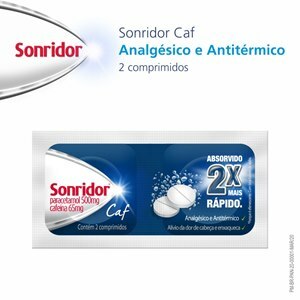 Sonridor
Sonridor Caf
Analgésico e Antitérmico
2 comprimidos
Sonridor
paracetamol 500mg
cafeína 65mg
Caf
Contém 2 comprimidos
ABSORVIDO
2X
MAIS
RÁPIDO.
Analgésico e Antitérmico
Alívio da dor de cabeça e enxaqueca